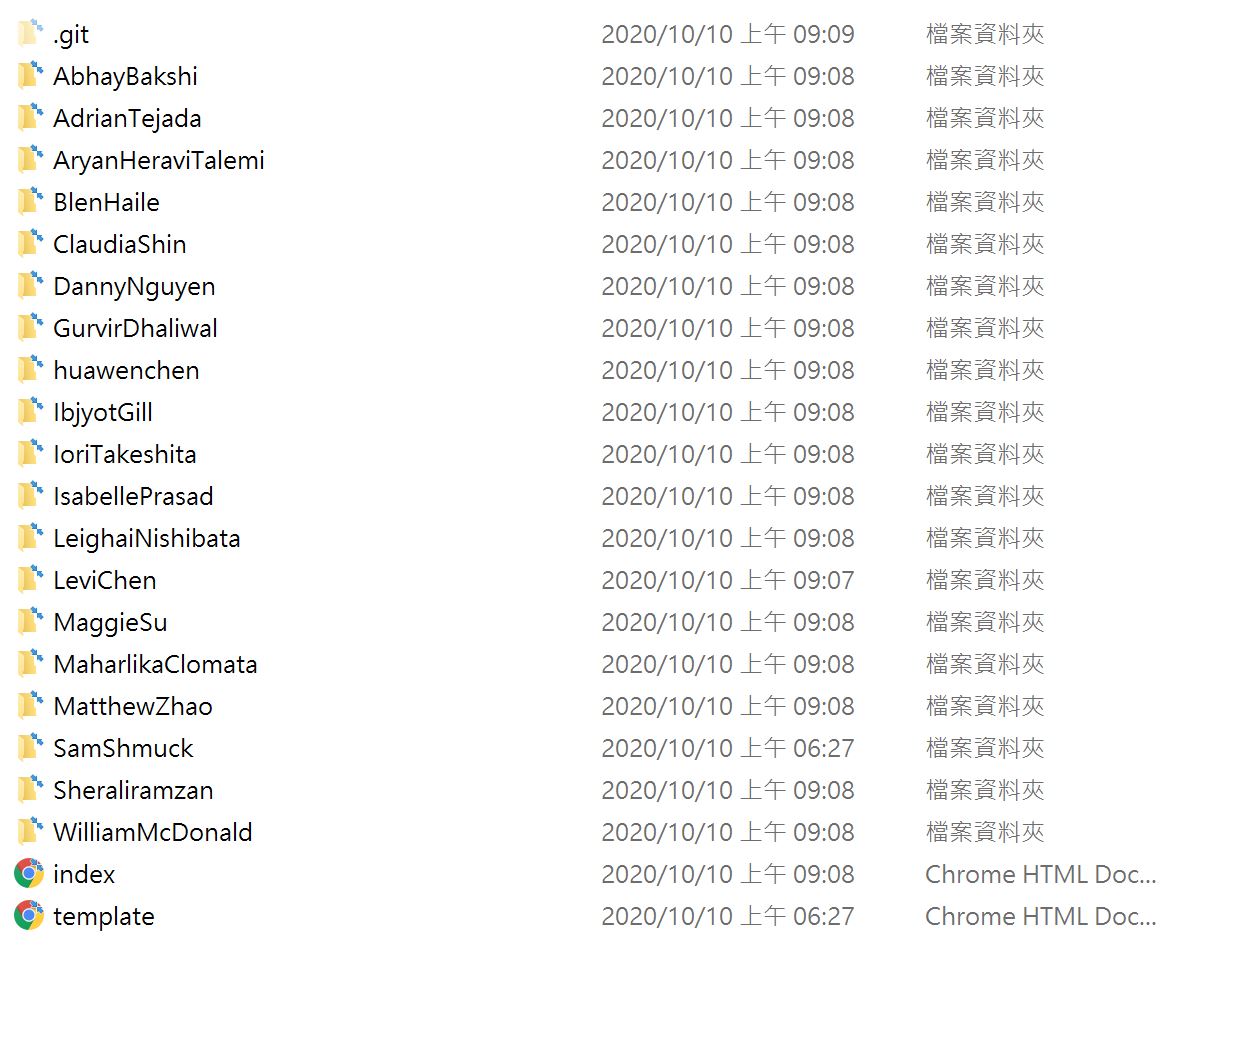 .git 2020/10/10 上午 09:09 檔案資料夾
AbhayBakshi 2020/10/10 上午 09:08 檔案資料夾
AdrianTejada 2020/10/10 上午 09:08 檔案資料夾
AryanHeraviTalemi 2020/10/10 上午 09:08 檔案資料夾
BlenHaile 2020/10/10 上午 09:08 檔案資料夾
ClaudiaShin 2020/10/10 上午 09:08 檔案資料夾
DannyNguyen 2020/10/10 上午 09:08 檔案資料夾
GurvirDhaliwal 2020/10/10 上午 09:08 檔案資料夾
huawenchen 2020/10/10 上午 09:08 檔案資料夾
IbjyotGill 2020/10/10 上午 09:08 檔案資料夾
IoriTakeshita 2020/10/10 上午 09:08 檔案資料夾
IsabellePrasad 2020/10/10 上午 09:08 檔案資料夾
LeighaiNishibata 2020/10/10 上午 09:08 檔案資料夾
LeviChen 2020/10/10 上午 09:07 檔案資料夾
MaggieSu 2020/10/10 上午 09:08 檔案資料夾
MaharlikaClomata 2020/10/10 上午 09:08 檔案資料夾
MatthewZhao 2020/10/10 上午 09:08 檔案資料夾
SamShmuck 2020/10/10 上午 06:27 檔案資料夾
Sheraliramzan 2020/10/10 上午 09:08 檔案資料夾
WilliamMcDonald 2020/10/10 上午 09:08 檔案資料夾
index 2020/10/10 上午 09:08 Chrome HTML Doc...
template 2020/10/10 上午 06:27 Chrome HTML Doc...